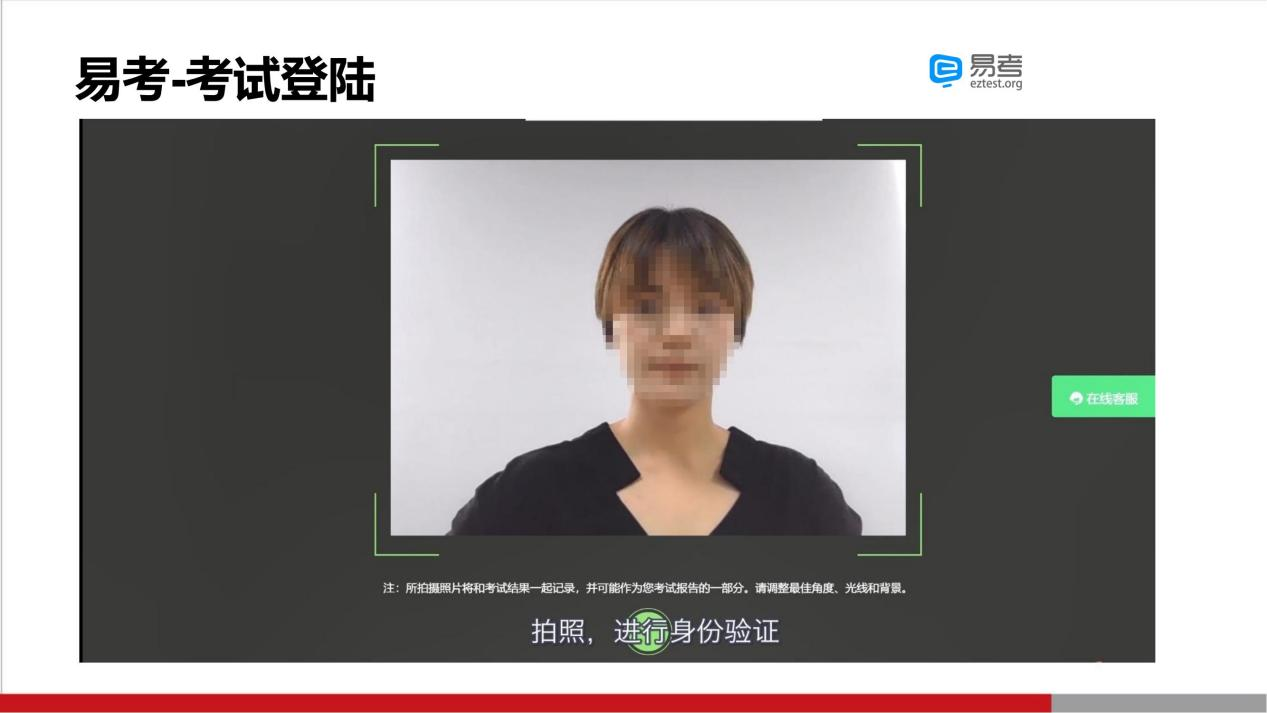 易考-考试登陆
易考
eztest.org
在线客服
注：所拍摄照片将和考试结果一起记录，并可能作为您考试报告的一部分。请调整最佳角度、光线和背景。
拍照，进行身份验证